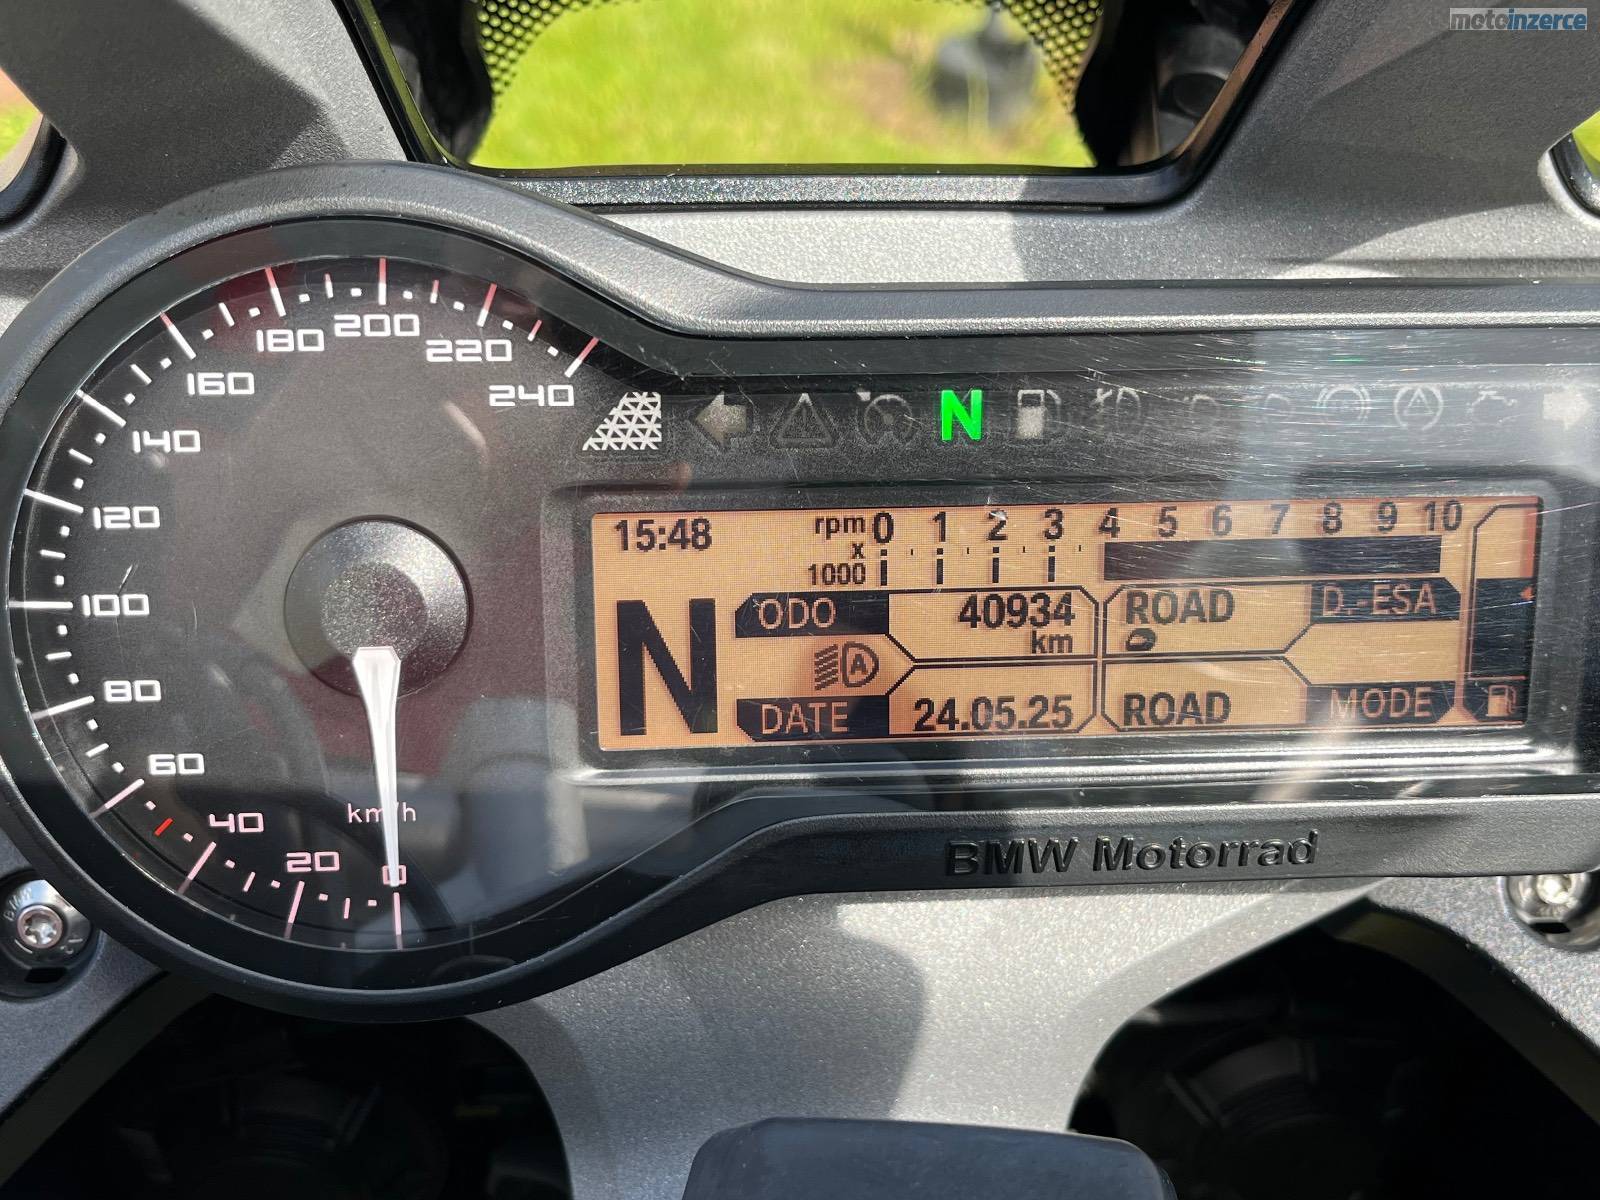 motoinzerce
180 200 220
160 240
140
120
100
80
60
40
20
0
km/h
N
15:48 rpm 0 1 2 3 4 5 6 7 8 9 10
x
1000
N
ODO 40934 km
ROAD D.-ESA
A
DATE 24.05.25
ROAD MODE
BMW Motorrad